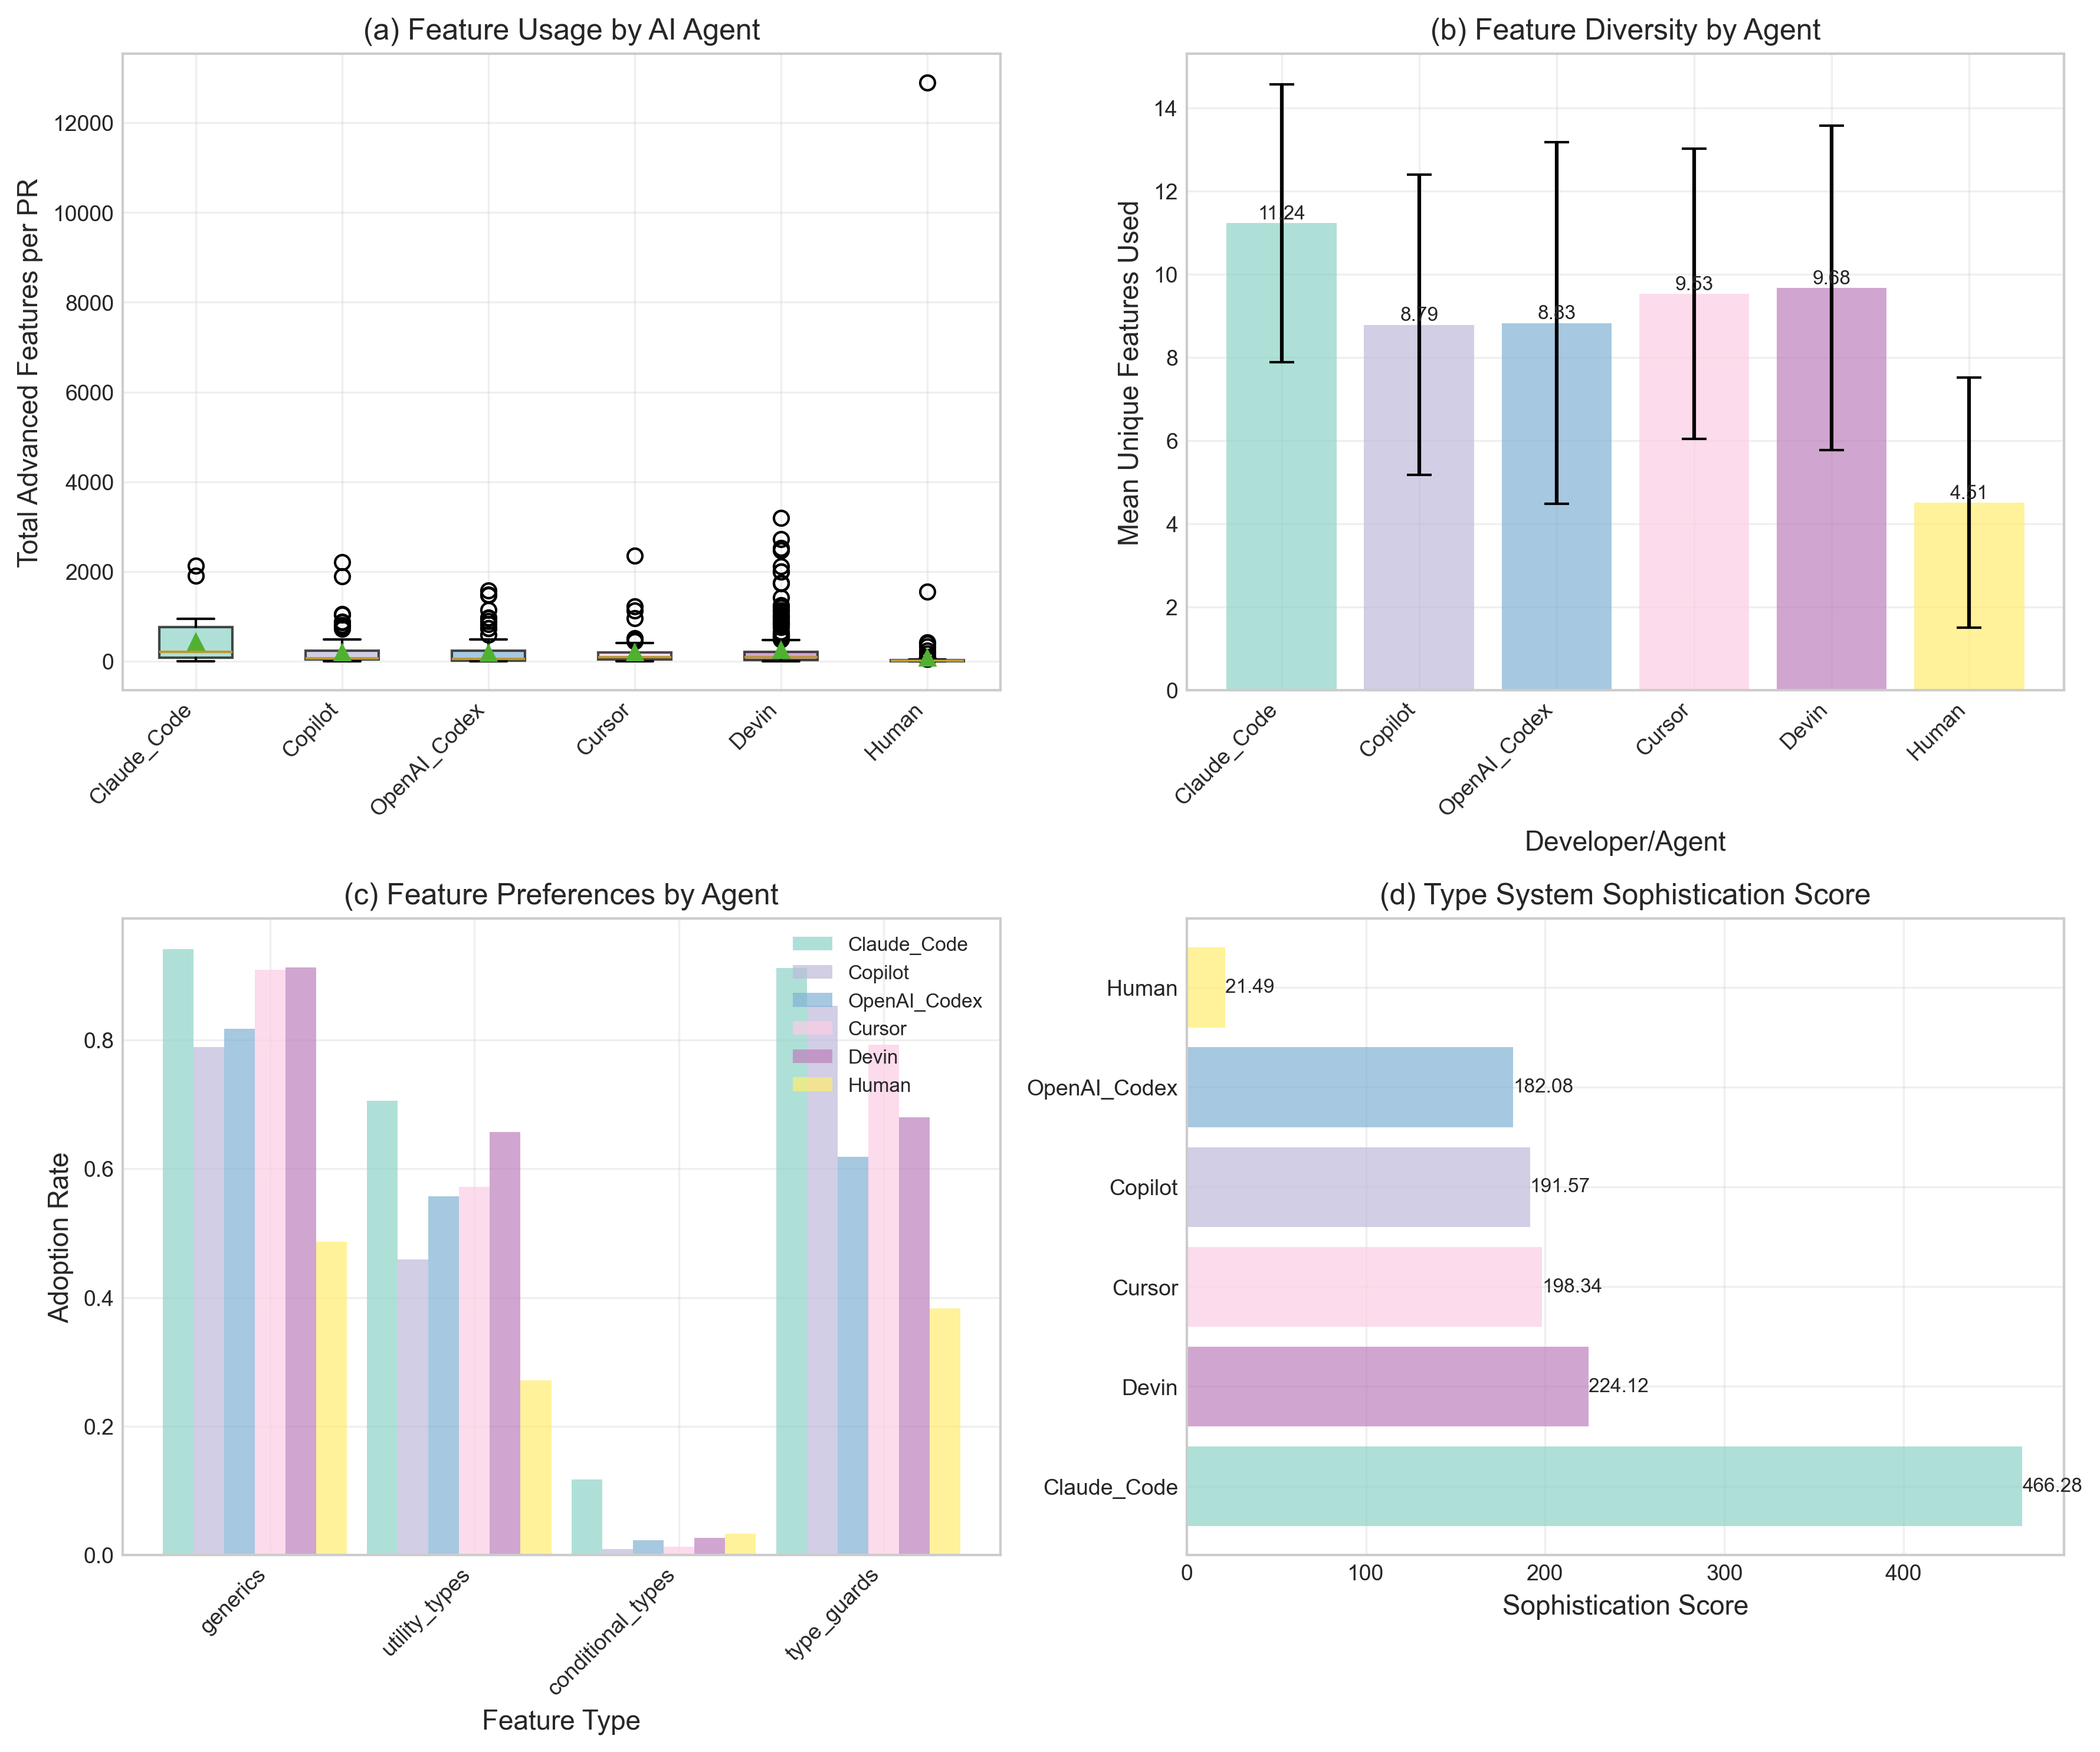 (a) Feature Usage by AI Agent
Total Advanced Features per PR
12000
10000
8000
6000
4000
2000
0
Claude_Code
Copilot
OpenAI_Codex
Cursor
Devin
Human
(b) Feature Diversity by Agent
Mean Unique Features Used
14
12
10
8
6
4
2
0
11.24
8.79
8.83
9.53
9.68
4.51
Claude_Code
Copilot
OpenAI_Codex
Cursor
Devin
Human
Developer/Agent
(c) Feature Preferences by Agent
Adoption Rate
0.8
0.6
0.4
0.2
0.0
Claude_Code
Copilot
OpenAI_Codex
Cursor
Devin
Human
generics
utility_types
conditional_types
type_guards
Feature Type
(d) Type System Sophistication Score
Human
21.49
OpenAI_Codex
182.08
Copilot
191.57
Cursor
198.34
Devin
224.12
Claude_Code
466.28
0
100
200
300
400
Sophistication Score